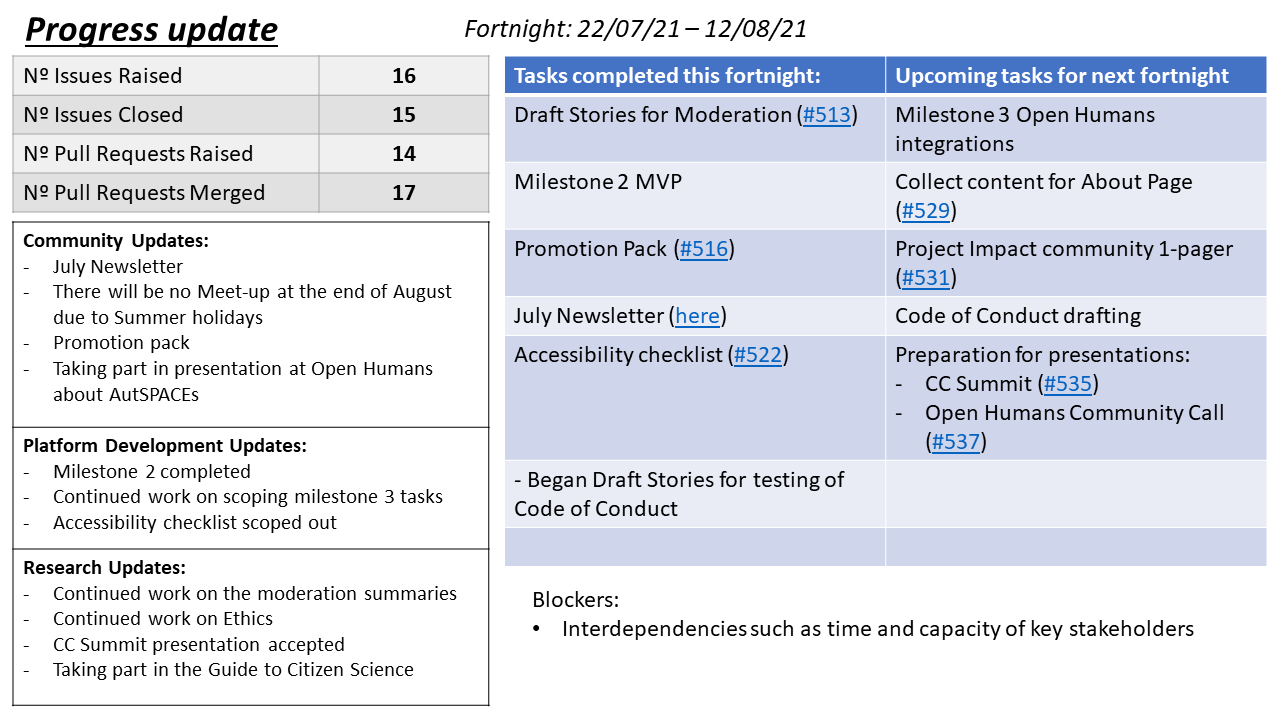 Progress update
Fortnight: 22/07/21 – 12/08/21
Nº Issues Raised 16
Nº Issues Closed 15
Nº Pull Requests Raised 14
Nº Pull Requests Merged 17
Community Updates:
- July Newsletter
- There will be no Meet-up at the end of August
due to Summer holidays
- Promotion pack
- Taking part in presentation at Open Humans
about AutSPACEs
Platform Development Updates:
- Milestone 2 completed
- Continued work on scoping milestone 3 tasks
- Accessibility checklist scoped out
Research Updates:
- Continued work on the moderation summaries
- Continued work on Ethics
- CC Summit presentation accepted
- Taking part in the Guide to Citizen Science
Tasks completed this fortnight: Upcoming tasks for next fortnight
Draft Stories for Moderation (#513) Milestone 3 Open Humans
integrations
Milestone 2 MVP Collect content for About Page
(#529)
Promotion Pack (#516) Project Impact community 1-pager
(#531)
July Newsletter (here) Code of Conduct drafting
Accessibility checklist (#522) Preparation for presentations:
- CC Summit (#535)
- Open Humans Community Call
(#537)
- Began Draft Stories for testing of
Code of Conduct
Blockers:
• Interdependencies such as time and capacity of key stakeholders